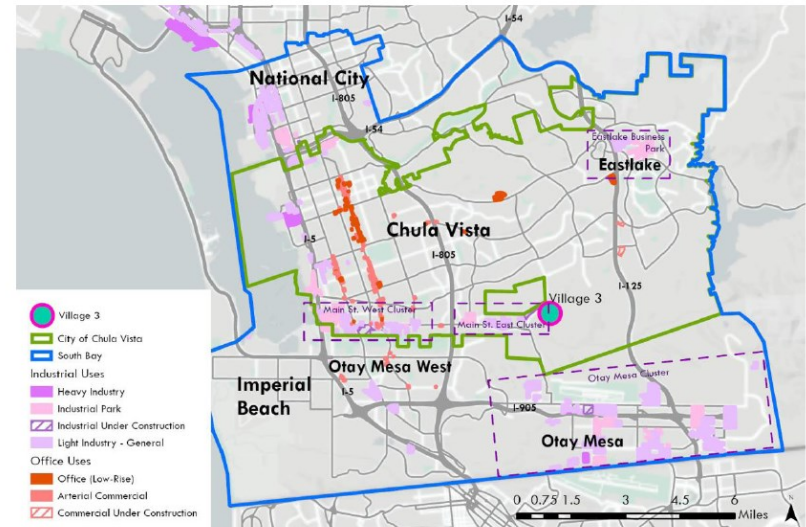 I-54
National City
I-805
I-54
Eastlake Business
Park
Eastlake
Chula Vista
I-5
I-805
I-125
Village 3
Main St. West Cluster
Main St. East Cluster
Otay Mesa West
Otay Mesa Cluster
Imperial
Beach
I-5
I-905
Otay Mesa
Village 3
City of Chula Vista
South Bay
Industrial Uses
Heavy Industry
Industrial Park
Industrial Under Construction
Light Industry - General
Office Uses
Office (Low-Rise)
Arterial Commercial
Commercial Under Construction
0 0.75 1.5 3 4.5 6
Miles
N